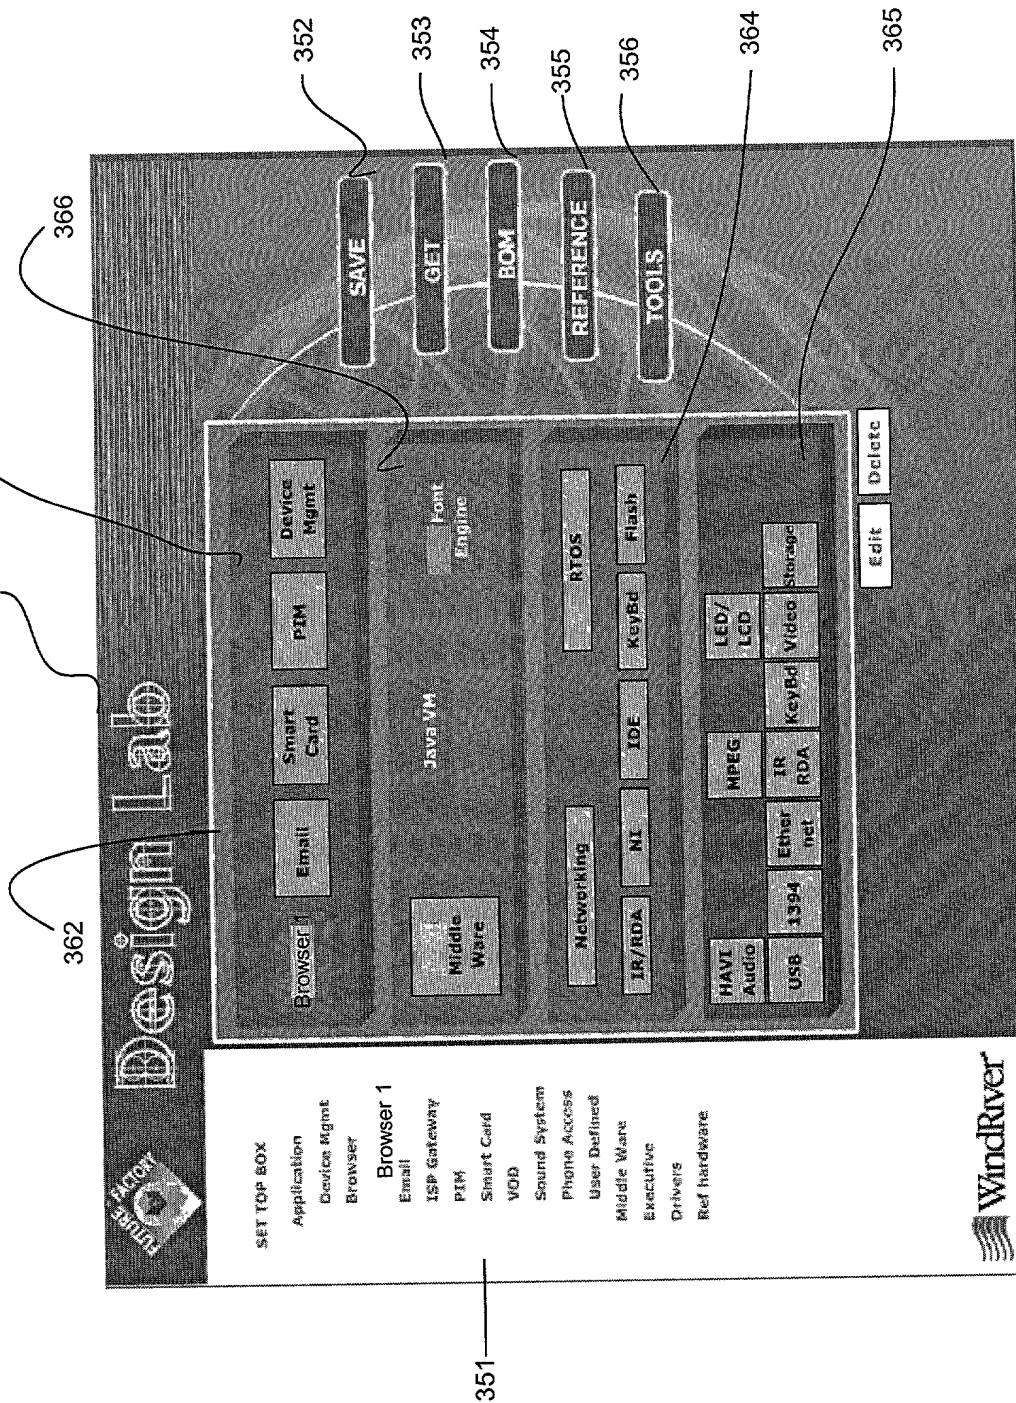 FUTURE FACTORY
Design Lab
SET TOP BOX
Application
Device Mgmt
Browser
Browser 1
Email
ISP Gateway
PIM
Smart Card
VOD
Sound System
Phone Access
User Defined
Middle Ware
Executive
Drivers
Ref hardware
WindRiver
Browser 1
Email
Smart
Card
PIM
Device
Mgmt
Middle
Ware
Java VM
Font
Engine
Networking
RTOS
IR/RDA
NI
IDE
KeyBd
Flash
HAVI
Audio
MPEG
LED/
LCD
USB
1394
Ether
net
IR
RDA
KeyBd
Video
Storage
Edit
Delete
SAVE
GET
BOM
REFERENCE
TOOLS
351
362
366
352
353
354
355
356
364
365